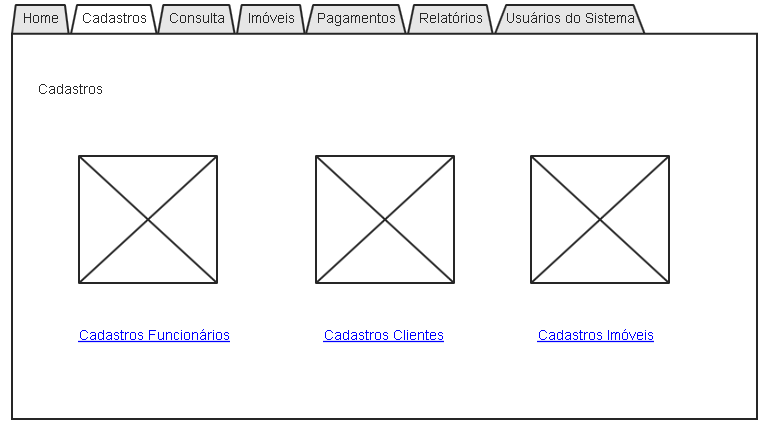 Home Cadastros Consulta Imóveis Pagamentos Relatórios Usuários do Sistema
Cadastros
Cadastros Funcionários Cadastros Clientes Cadastros Imóveis